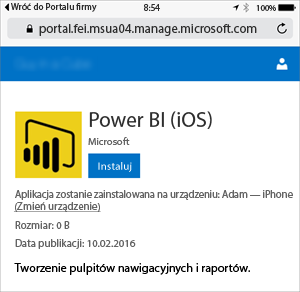 Wróć do Portalu firmy 8:54 100%
portal.fei.msua04.manage.microsoft.com
Power BI (iOS)
Microsoft
Instaluj
Aplikacja zostanie zainstalowana na urządzeniu: Adam — iPhone
(Zmień urządzenie)
Rozmiar: 0 B
Data publikacji: 10.02.2016
Tworzenie pulpitów nawigacyjnych i raportów.